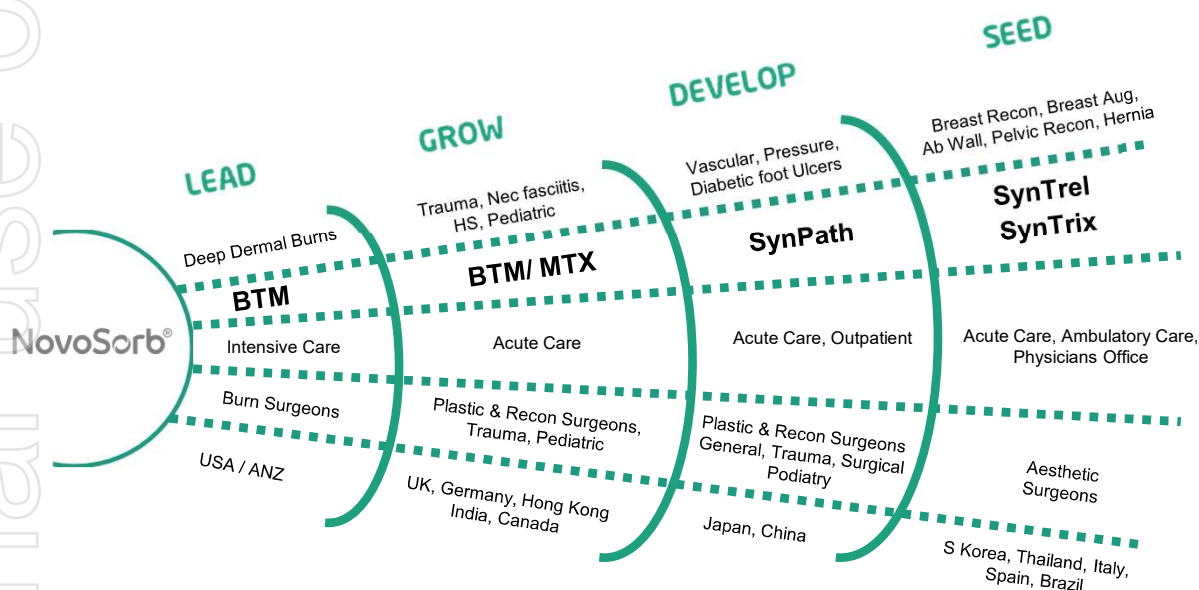 LEAD
Deep Dermal Burns
BTM
Intensive Care
Burn Surgeons
USA / ANZ
GROW
Trauma, Nec fasciitis,
HS, Pediatric
BTM/ MTX
Acute Care
Plastic & Recon Surgeons,
Trauma, Pediatric
UK, Germany, Hong Kong
India, Canada
DEVELOP
Vascular, Pressure,
Diabetic foot Ulcers
SynPath
Acute Care, Outpatient
Plastic & Recon Surgeons
General, Trauma, Surgical
Podiatry
Japan, China
SEED
Breast Recon, Breast Aug,
Ab Wall, Pelvic Recon, Hernia
SynTrel
SynTrix
Acute Care, Ambulatory Care,
Physicians Office
Aesthetic
Surgeons
S Korea, Thailand, Italy,
Spain, Brazil
NovoSorb®